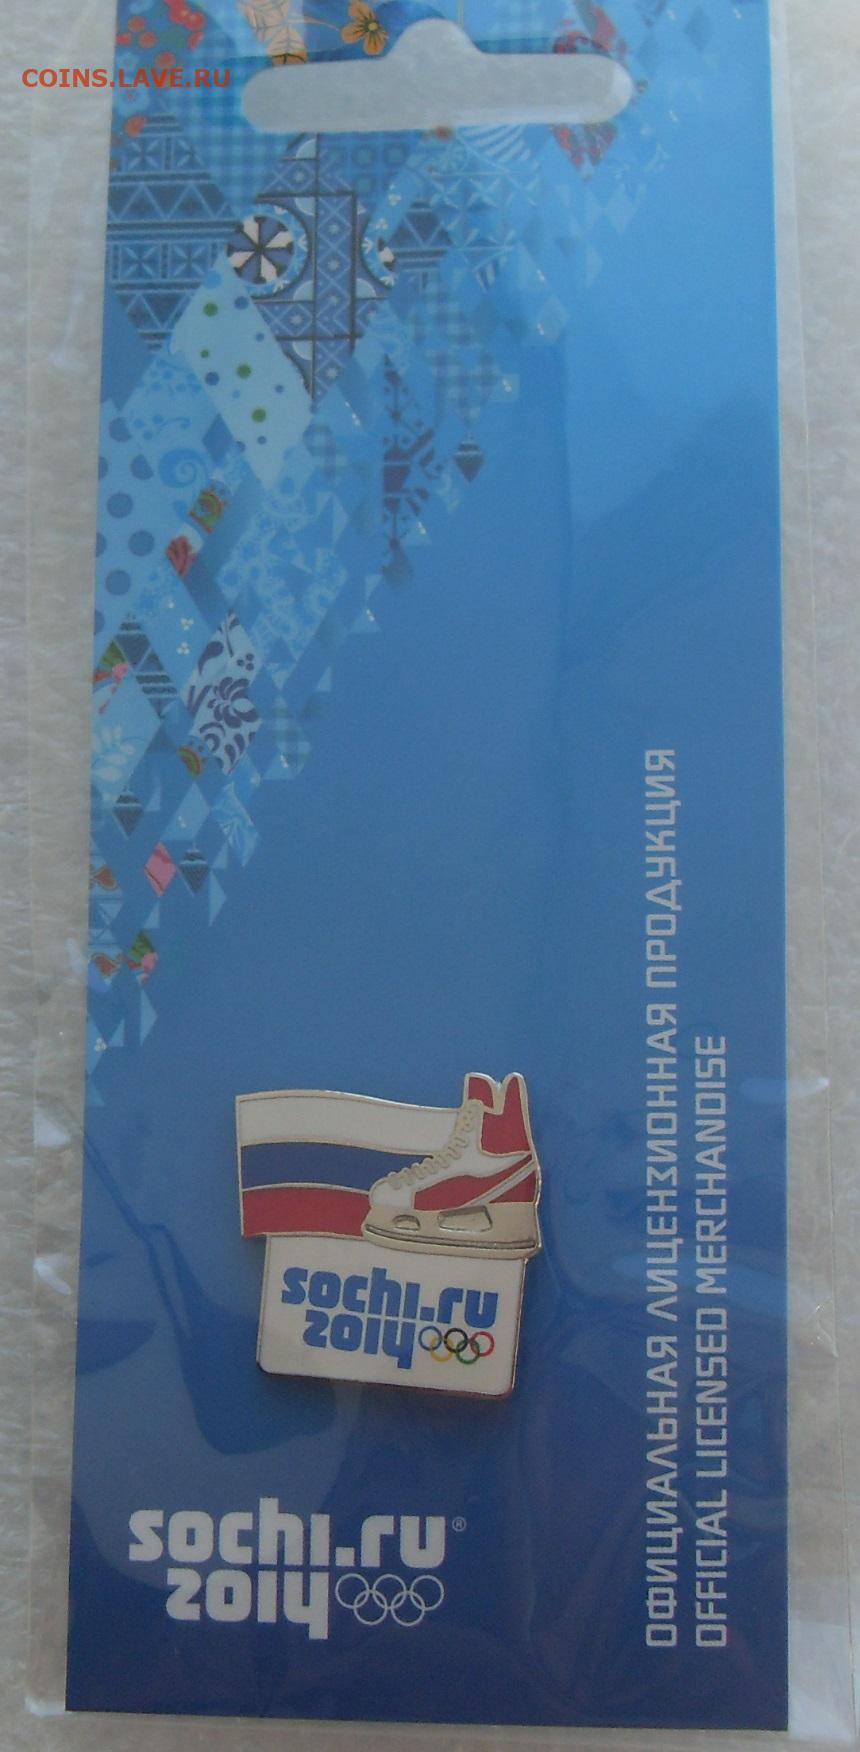 COINS.LAVE.RU
sochi.ru
2014
sochi.ru®
2014
ОФИЦИАЛЬНАЯ ЛИЦЕНЗИОННАЯ ПРОДУКЦИЯ
OFFICIAL LICENSED MERCHANDISE